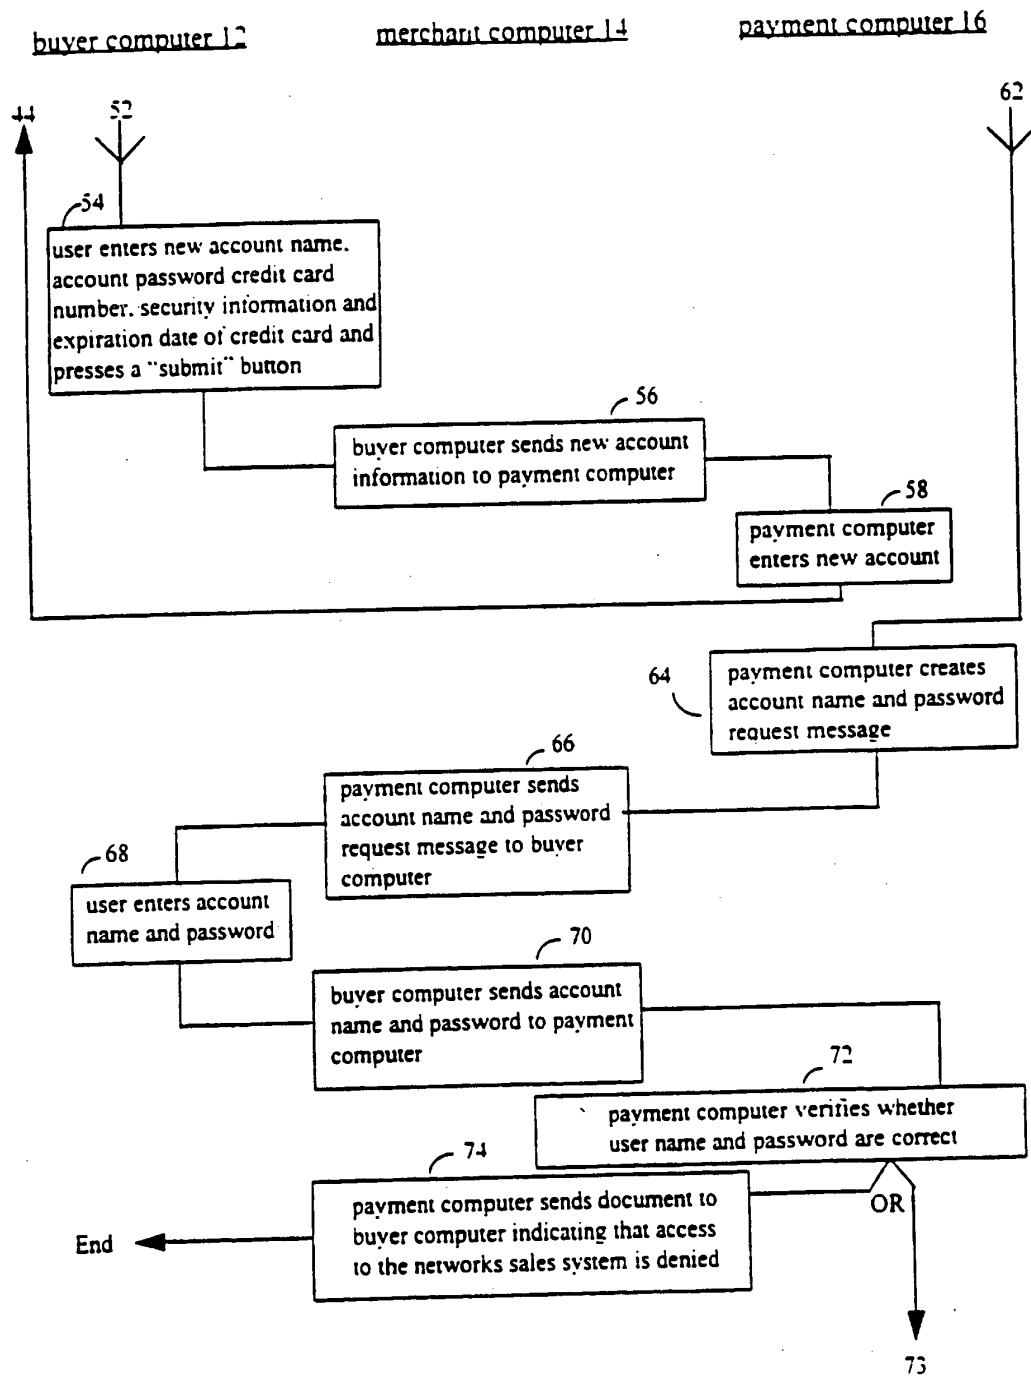 buyer computer 12
merchant computer 14
payment computer 16
44
52
62
54
user enters new account name.
account password credit card
number. security information and
expiration date of credit card and
presses a "submit" button
56
buyer computer sends new account
information to payment computer
58
payment computer
enters new account
64
payment computer creates
account name and password
request message
66
payment computer sends
account name and password
request message to buyer
computer
68
user enters account
name and password
70
buyer computer sends account
name and password to payment
computer
72
payment computer verifies whether
user name and password are correct
74
payment computer sends document to
buyer computer indicating that access
to the networks sales system is denied
OR
End
73